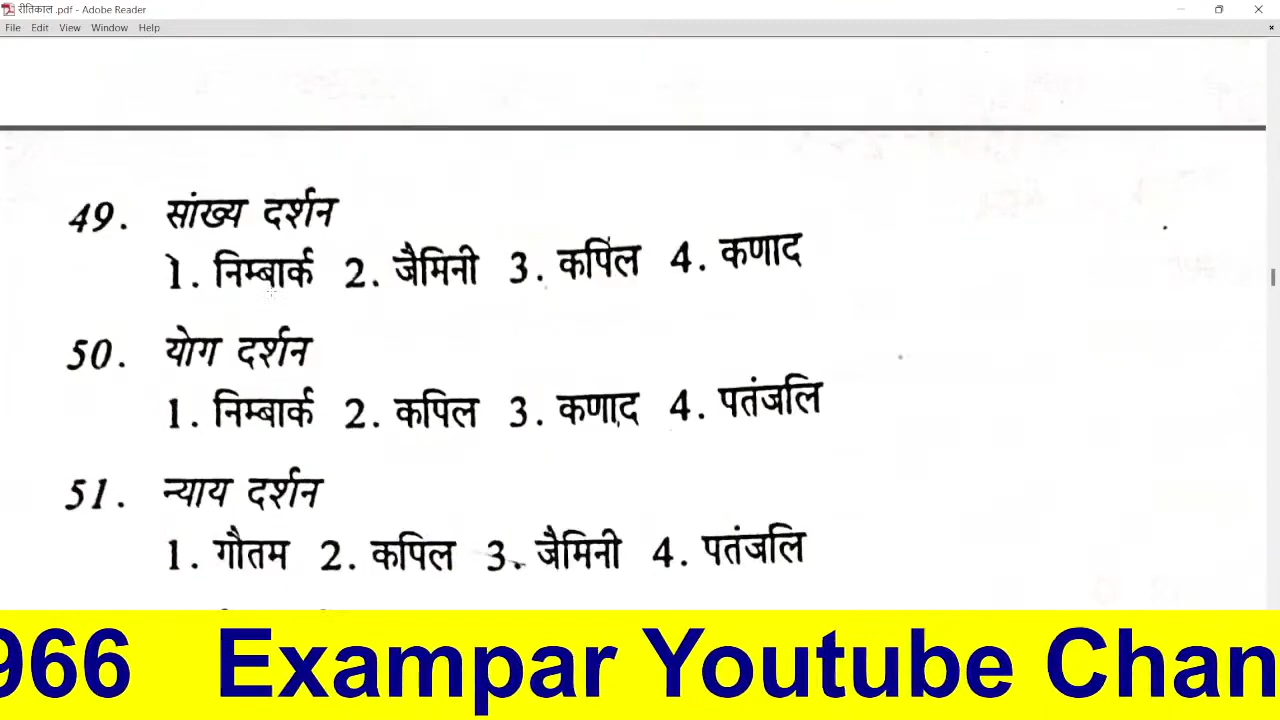 रीतिकाल .pdf - Adobe Reader
File Edit View Window Help
49. सांख्य दर्शन
1. निम्बार्क 2. जैमिनी 3. कपिल 4. कणाद
50. योग दर्शन
1. निम्बार्क 2. कपिल 3. कणाद 4. पतंजलि
51. न्याय दर्शन
1. गौतम 2. कपिल 3. जैमिनी 4. पतंजलि
966 Exampar Youtube Chan